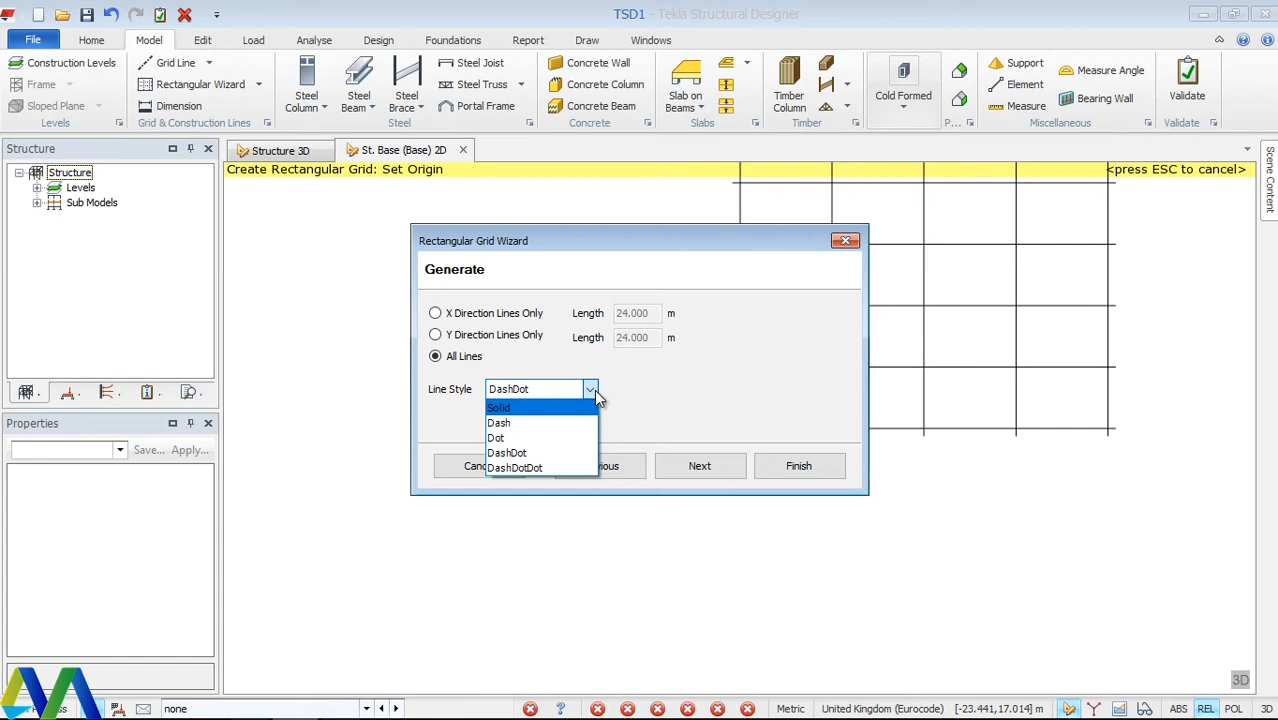 TSD1 - Tekla Structural Designer
File Home Model Edit Load Analyse Design Foundations Report Draw Windows
Construction Levels
Frame
Sloped Plane
Levels
Grid Line
Rectangular Wizard
Dimension
Grid & Construction Lines
Steel Column
Steel Beam
Steel Brace
Steel Joist
Steel Truss
Portal Frame
Steel
Concrete Wall
Concrete Column
Concrete Beam
Concrete
Slab on Beams
Slabs
Timber Column
Timber
Cold Formed
P...
Support
Element
Measure
Measure Angle
Bearing Wall
Miscellaneous
Validate
Validate
Structure
Structure 3D
St. Base (Base) 2D
Structure
Levels
Sub Models
Create Rectangular Grid: Set Origin <press ESC to cancel>
Scene Content
Rectangular Grid Wizard
Generate
X Direction Lines Only Length 24.000 m
Y Direction Lines Only Length 24.000 m
All Lines
Line Style DashDot
Solid
Dash
Dot
DashDot
DashDotDot
Next Finish
Properties
Save... Apply...
3D
none
Metric United Kingdom (Eurocode) [-23.441, 17.014] m ABS REL POL 3D